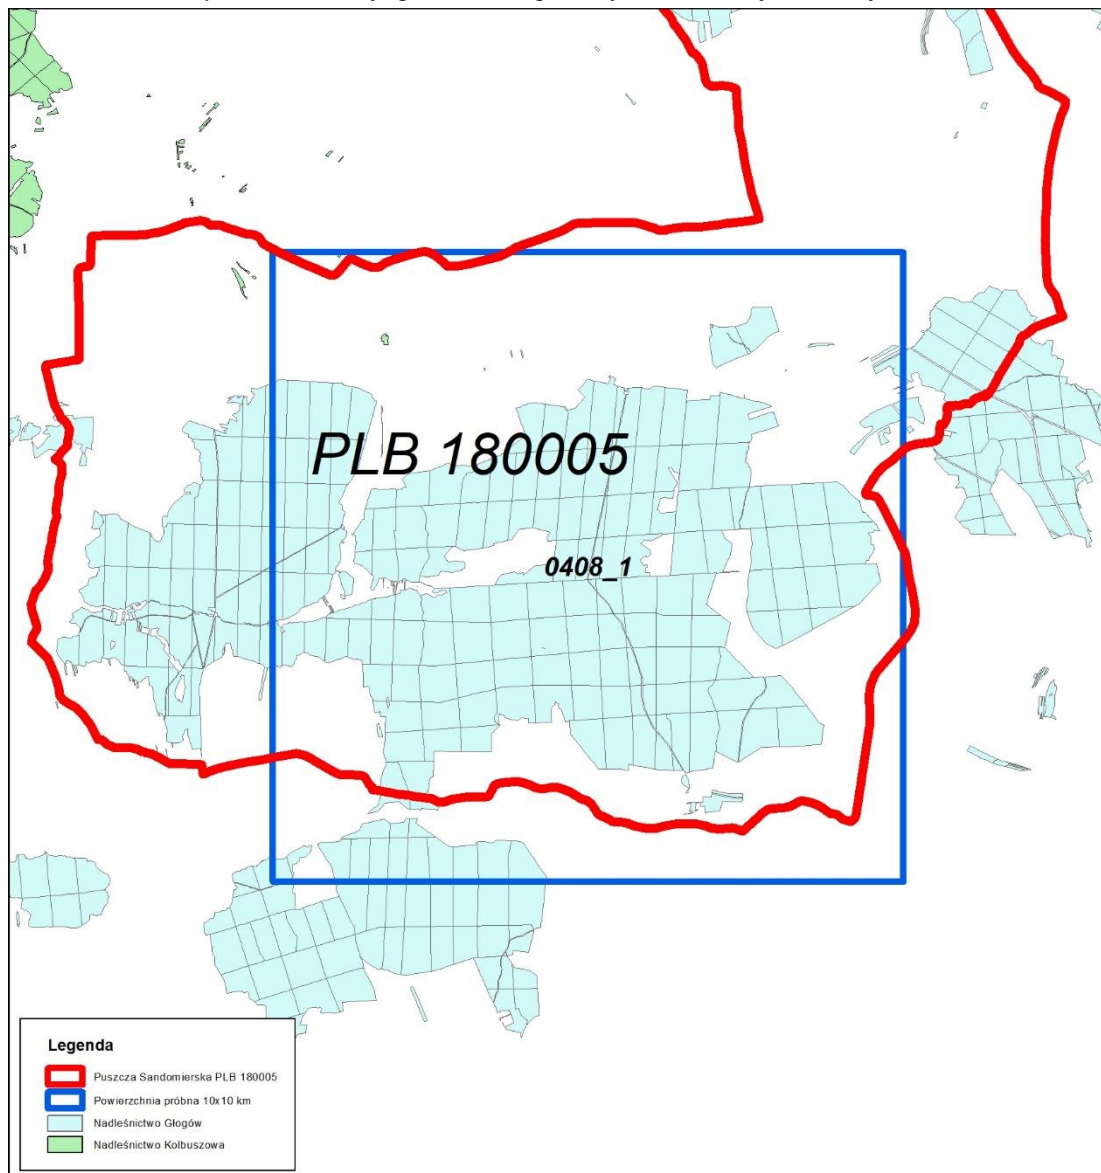 PLB 180005
0408_1
Legenda
Puszcza Sandomierska PLB 180005
Powierzchnia próbna 10x10 km
Nadleśnictwo Głogów
Nadleśnictwo Kolbuszowa